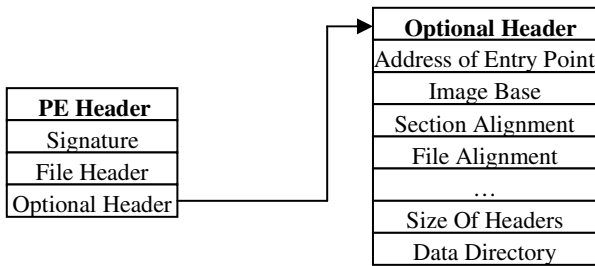 PE Header
Signature
File Header
Optional Header
Optional Header
Address of Entry Point
Image Base
Section Alignment
File Alignment
…
Size Of Headers
Data Directory